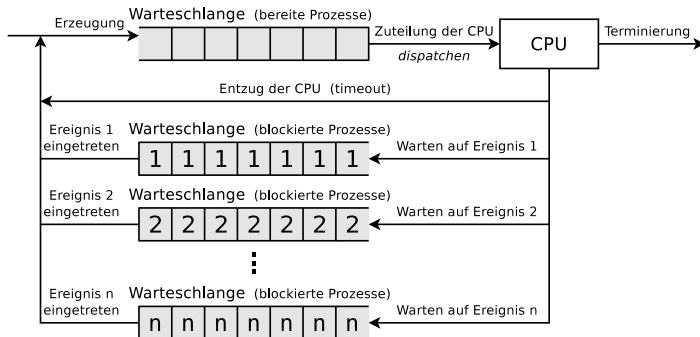 Erzeugung
Warteschlange (bereite Prozesse)
Zuteilung der CPU
dispatchen
CPU
Terminierung
Entzug der CPU (timeout)
Ereignis 1
eingetreten
Warteschlange (blockierte Prozesse)
1 1 1 1 1 1 1
Warten auf Ereignis 1
Ereignis 2
eingetreten
Warteschlange (blockierte Prozesse)
2 2 2 2 2 2 2
Warten auf Ereignis 2
Ereignis n
eingetreten
Warteschlange (blockierte Prozesse)
n n n n n n n
Warten auf Ereignis n